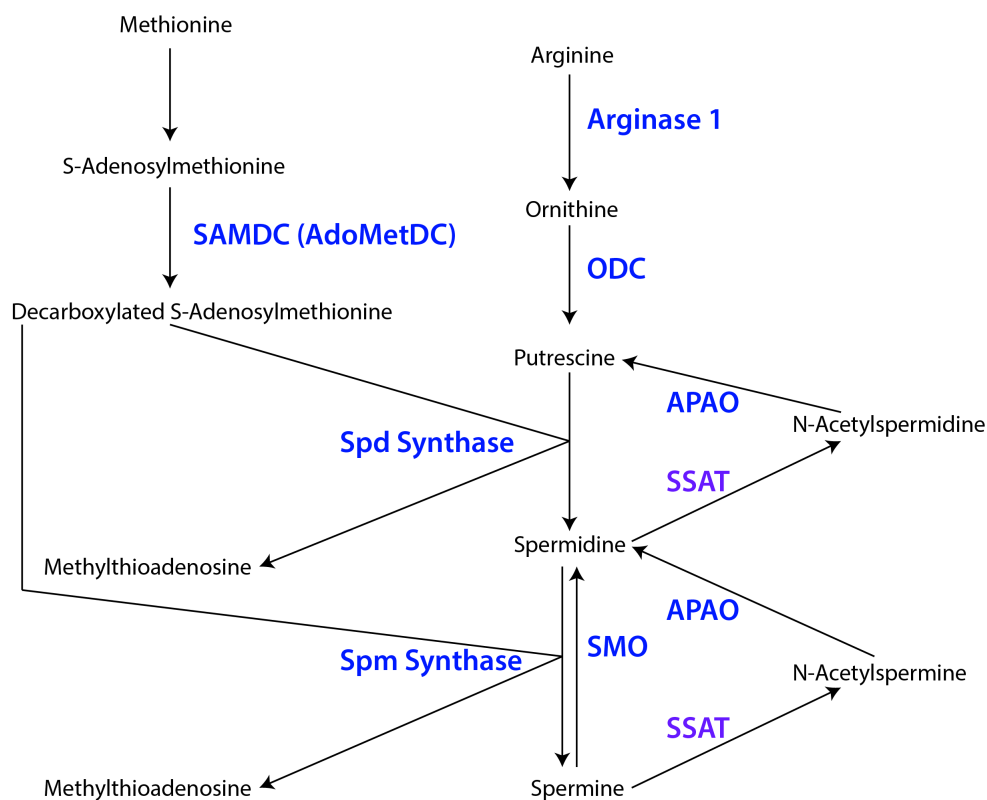 Methionine
Arginine
Arginase 1
S-Adenosylmethionine
Ornithine
SAMDC (AdoMetDC)
ODC
Decarboxylated S-Adenosylmethionine
Putrescine
APAO
N-Acetylspermidine
Spd Synthase
SSAT
Spermidine
Methylthioadenosine
APAO
SMO
Spm Synthase
N-Acetylspermine
SSAT
Methylthioadenosine
Spermine